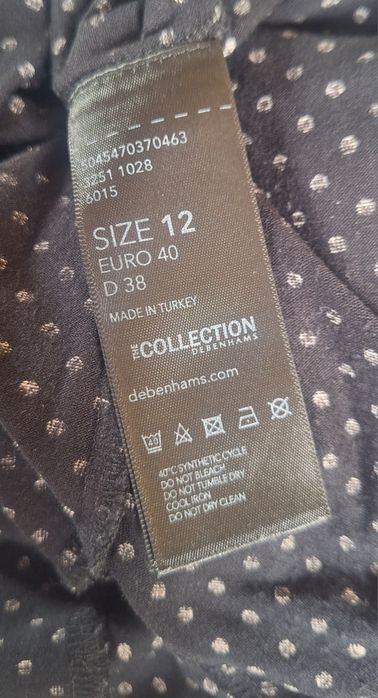 5045470370463
3251 1028
6015
SIZE 12
EURO 40
D 38
MADE IN TURKEY
THE COLLECTION
DEBENHAMS
debenhams.com
40
40°C SYNTHETIC CYCLE
DO NOT BLEACH
DO NOT TUMBLE DRY
COOL IRON
DO NOT DRY CLEAN